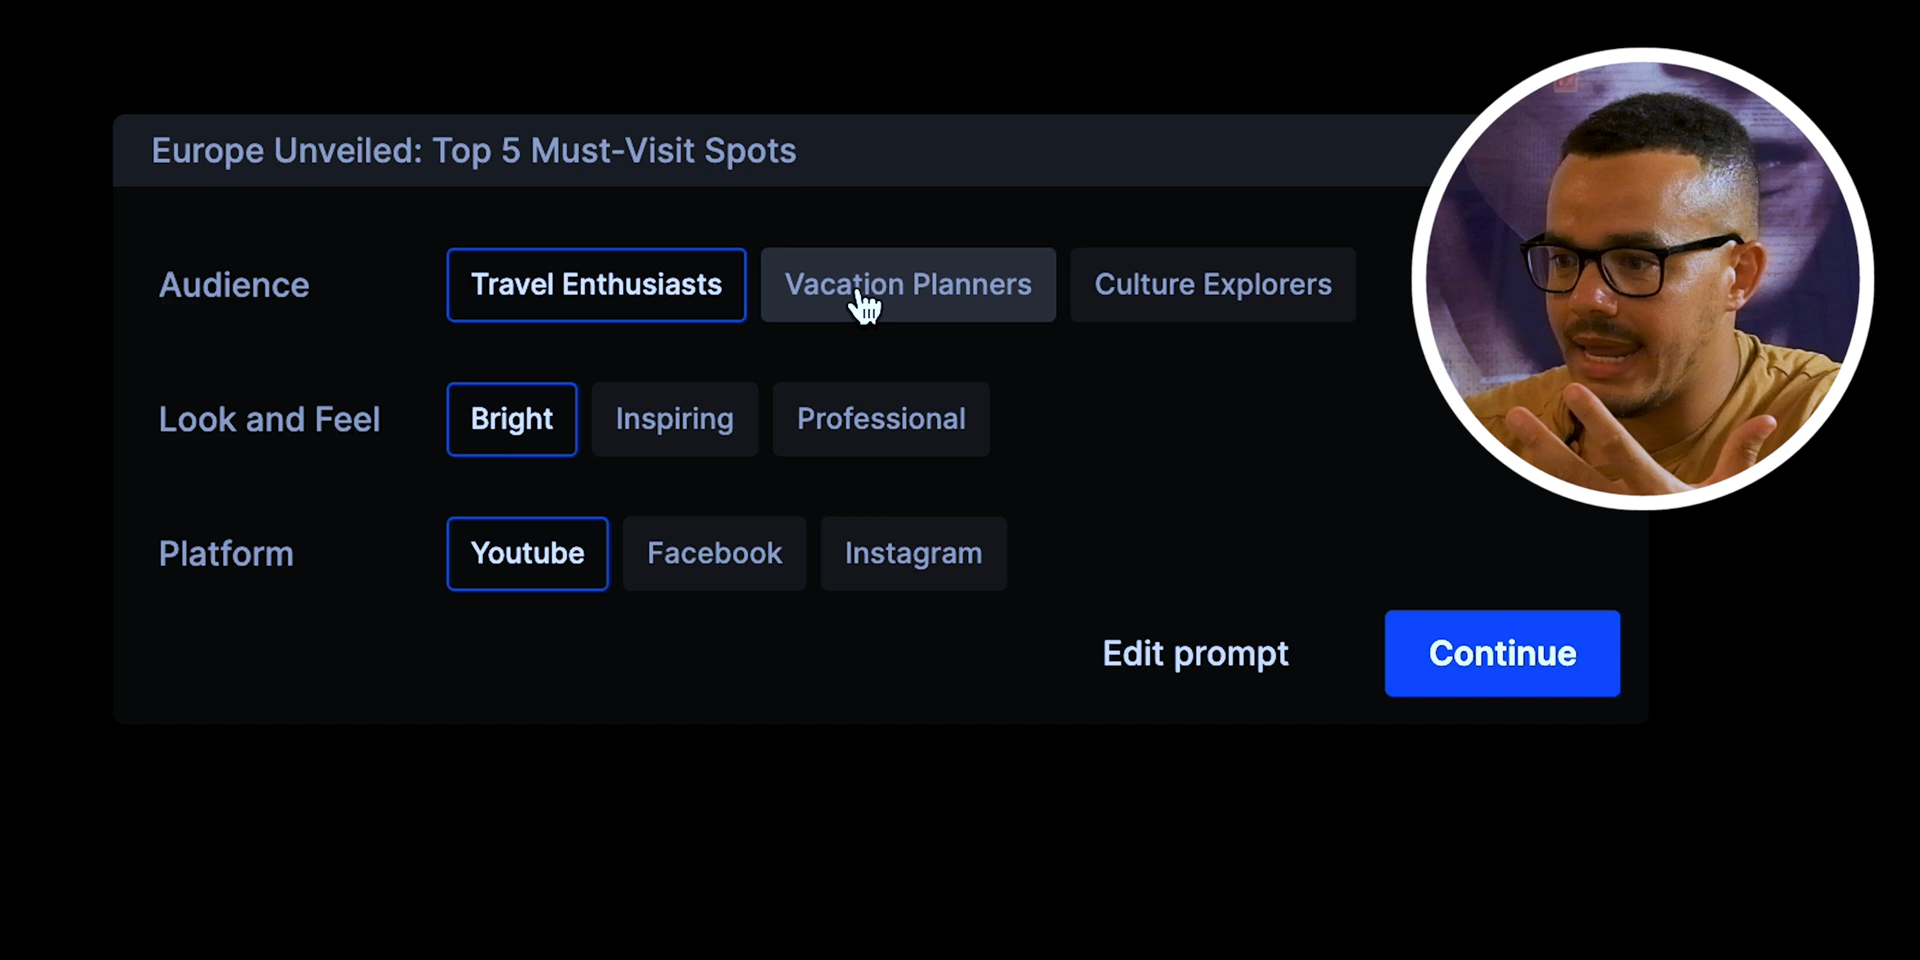 Europe Unveiled: Top 5 Must-Visit Spots
Audience Travel Enthusiasts Vacation Planners Culture Explorers
Look and Feel Bright Inspiring Professional
Platform Youtube Facebook Instagram
Edit prompt Continue